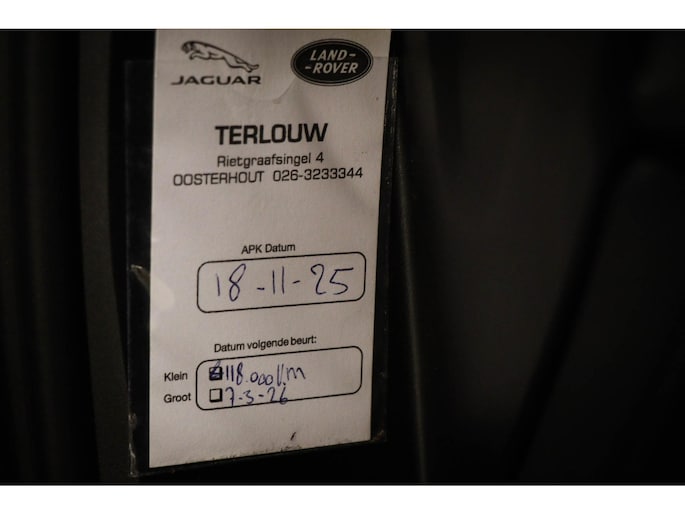 JAGUAR
LAND-
-ROVER
TERLOUW
Rietgraafsingel 4
OOSTERHOUT 026-3233344
APK Datum
18-11-25
Datum volgende beurt:
Klein 118.000km
Groot 7-3-26